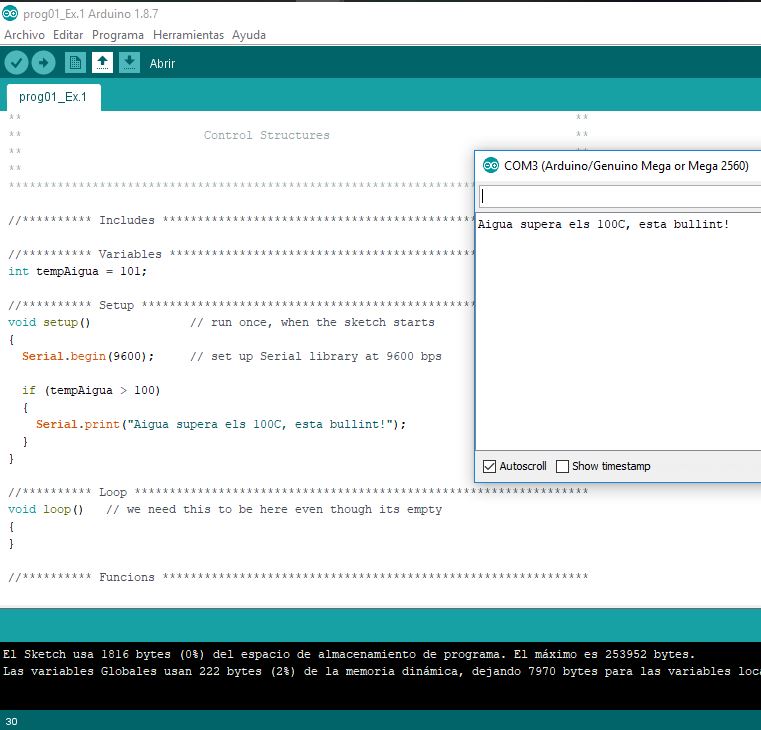 prog01_Ex.1 Arduino 1.8.7
Archivo Editar Programa Herramientas Ayuda
Abrir
prog01_Ex.1
** **
** Control Structures **
**
**
//********** Includes
//********** Variables
int tempAigua = 101;
//********** Setup
void setup() // run once, when the sketch starts
{
Serial.begin(9600); // set up Serial library at 9600 bps
if (tempAigua > 100)
{
Serial.print("Aigua supera els 100C, esta bullint!");
}
}
//********** Loop
void loop() // we need this to be here even though its empty
{
}
//********** Funcions
COM3 (Arduino/Genuino Mega or Mega 2560)
Aigua supera els 100C, esta bullint!
Autoscroll Show timestamp
El Sketch usa 1816 bytes (0%) del espacio de almacenamiento de programa. El máximo es 253952 bytes.
Las variables Globales usan 222 bytes (2%) de la memoria dinámica, dejando 7970 bytes para las variables loca
30